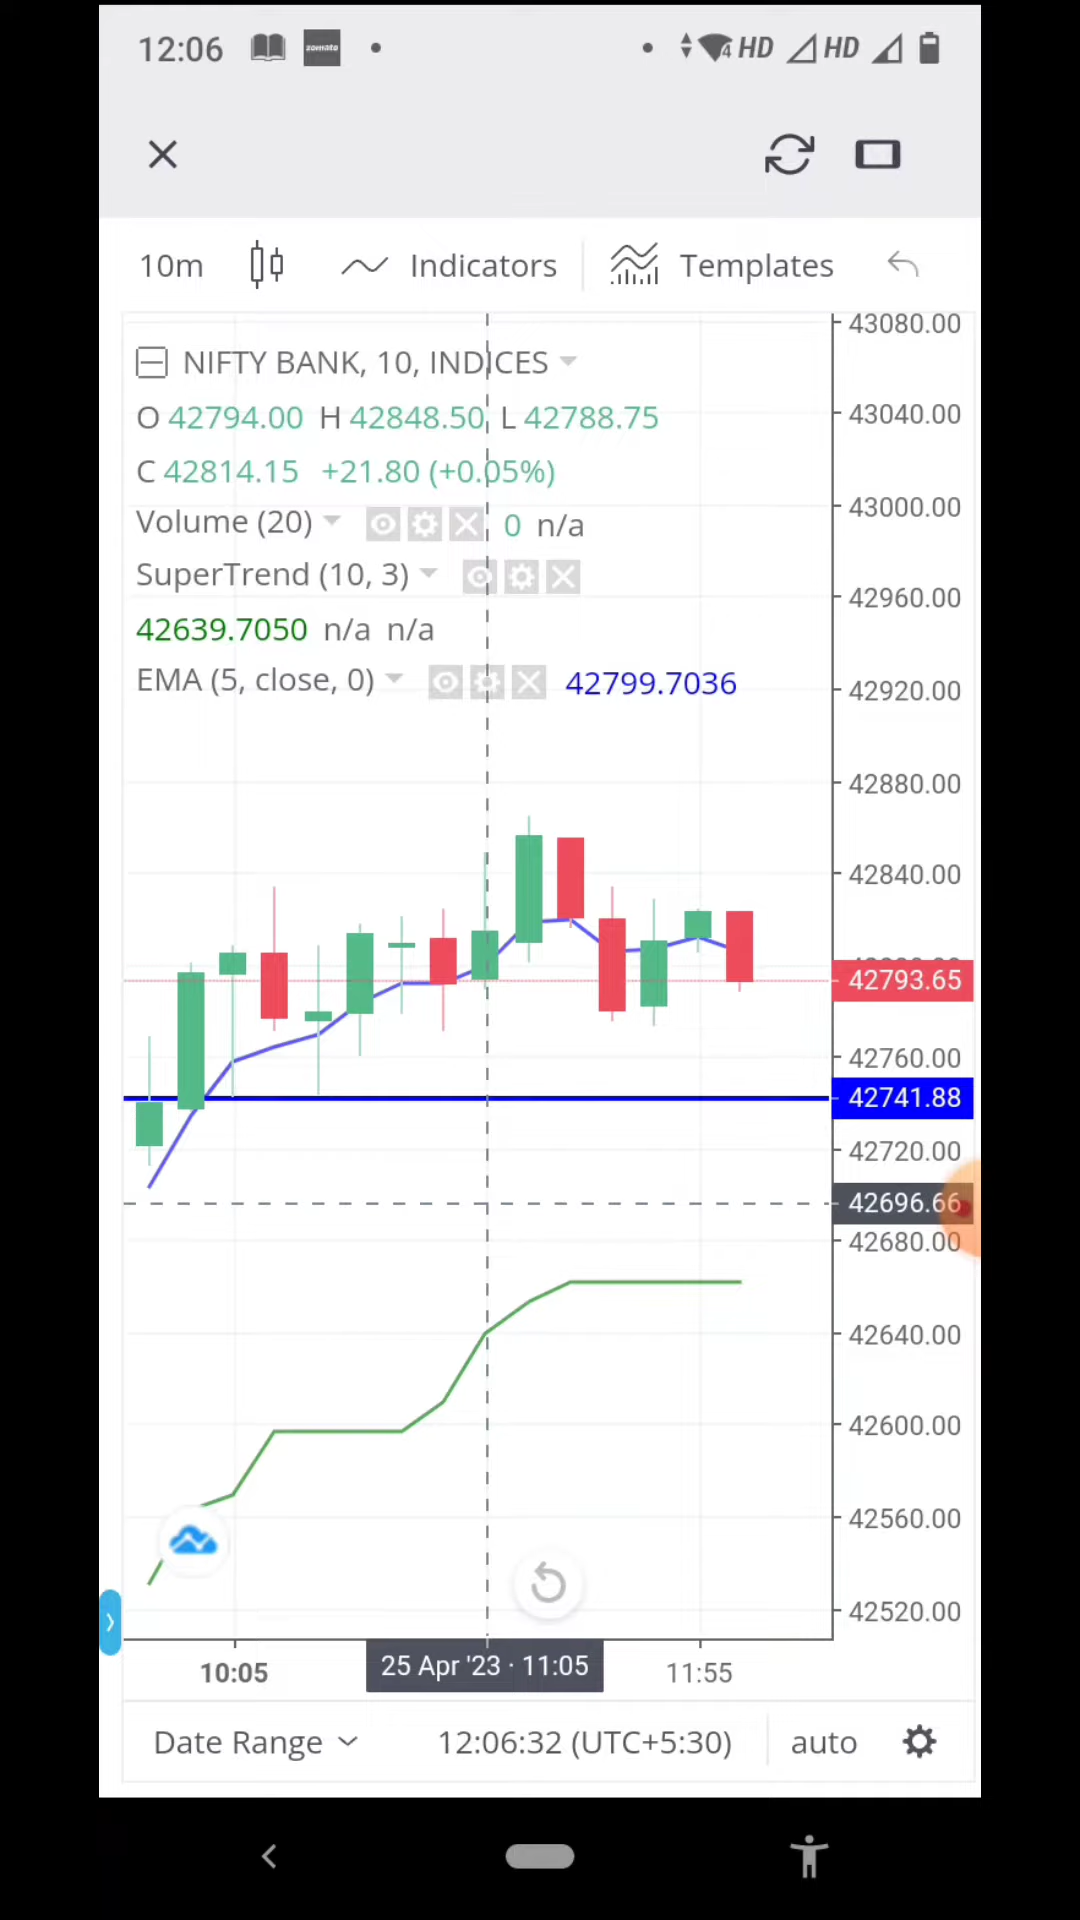 12:06 zomato 4 HD HD
10m Indicators Templates
NIFTY BANK, 10, INDICES
O 42794.00 H 42848.50 L 42788.75
C 42814.15 +21.80 (+0.05%)
Volume (20) 0 n/a
SuperTrend (10, 3)
42639.7050 n/a n/a
EMA (5, close, 0) 42799.7036
43080.00
43040.00
43000.00
42960.00
42920.00
42880.00
42840.00
42793.65
42760.00
42741.88
42720.00
42696.66
42680.00
42640.00
42600.00
42560.00
42520.00
10:05 25 Apr '23 · 11:05 11:55
Date Range 12:06:32 (UTC+5:30) auto